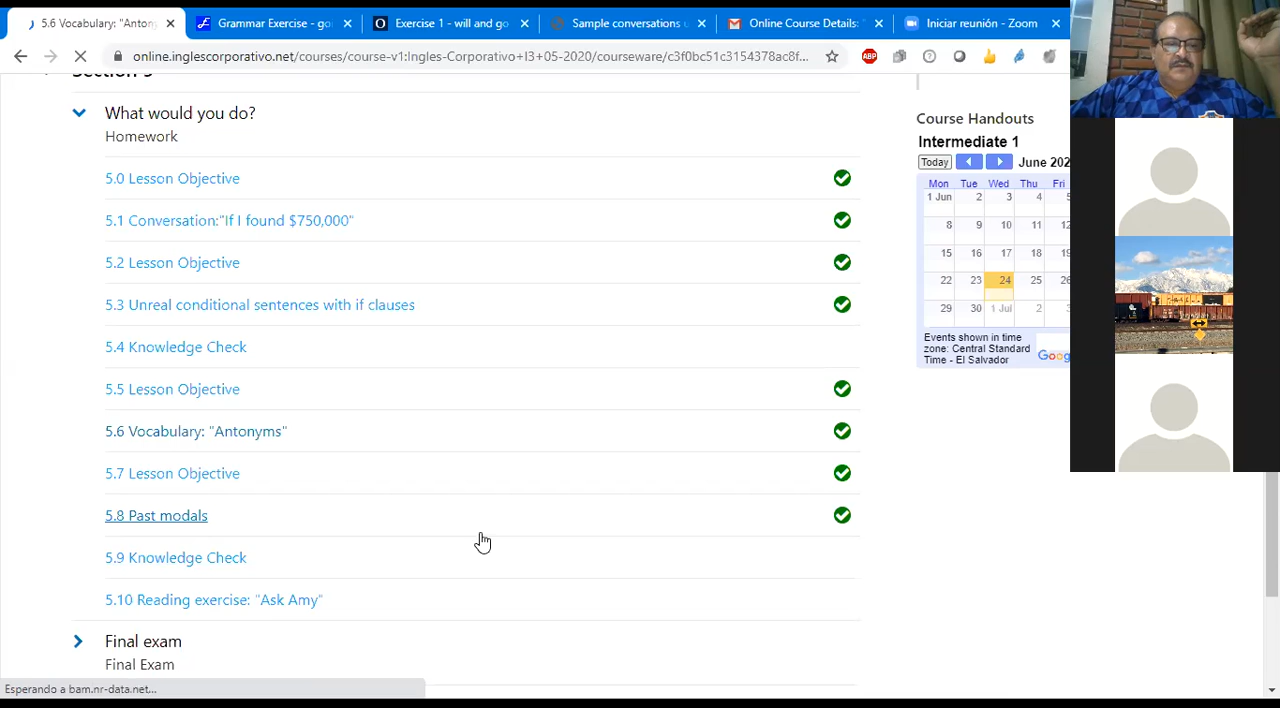 5.6 Vocabulary: "Anton
Grammar Exercise - go
Exercise 1 - will and go
Sample conversations
Online Course Details:
Iniciar reunión - Zoom
online.inglescorporativo.net/courses/course-v1:Ingles-Corporativo+I3+05-2020/courseware/c3f0bc51c3154378ac8f...
What would you do?
Homework
5.0 Lesson Objective
5.1 Conversation:"If I found $750,000"
5.2 Lesson Objective
5.3 Unreal conditional sentences with if clauses
5.4 Knowledge Check
5.5 Lesson Objective
5.6 Vocabulary: "Antonyms"
5.7 Lesson Objective
5.8 Past modals
5.9 Knowledge Check
5.10 Reading exercise: "Ask Amy"
Final exam
Final Exam
Esperando a bam.nr-data.net...
Course Handouts
Intermediate 1
Today June 202
Mon Tue Wed Thu Fri
1 Jun 2 3 4 5
8 9 10 11 12
15 16 17 18 19
22 23 24 25 26
29 30 1 Jul 2 3
Events shown in time
zone: Central Standard
Time - El Salvador
Goog
ABP